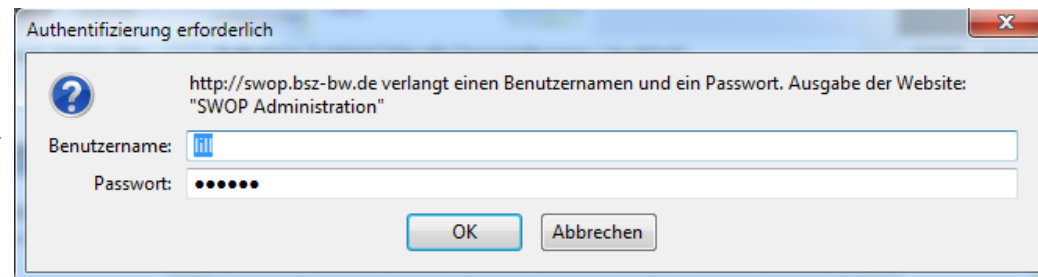 Authentifizierung erforderlich
http://swop.bsz-bw.de verlangt einen Benutzernamen und ein Passwort. Ausgabe der Website:
"SWOP Administration"
Benutzername: lill
Passwort: ●●●●●●
OK Abbrechen